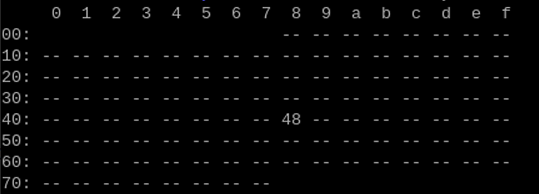 0  1  2  3  4  5  6  7  8  9  a  b  c  d  e  f
00:                         -- -- -- -- -- -- -- --
10: -- -- -- -- -- -- -- -- -- -- -- -- -- -- -- --
20: -- -- -- -- -- -- -- -- -- -- -- -- -- -- -- --
30: -- -- -- -- -- -- -- -- -- -- -- -- -- -- -- --
40: -- -- -- -- -- -- -- -- 48 -- -- -- -- -- -- --
50: -- -- -- -- -- -- -- -- -- -- -- -- -- -- -- --
60: -- -- -- -- -- -- -- -- -- -- -- -- -- -- -- --
70: -- -- -- -- -- -- -- --